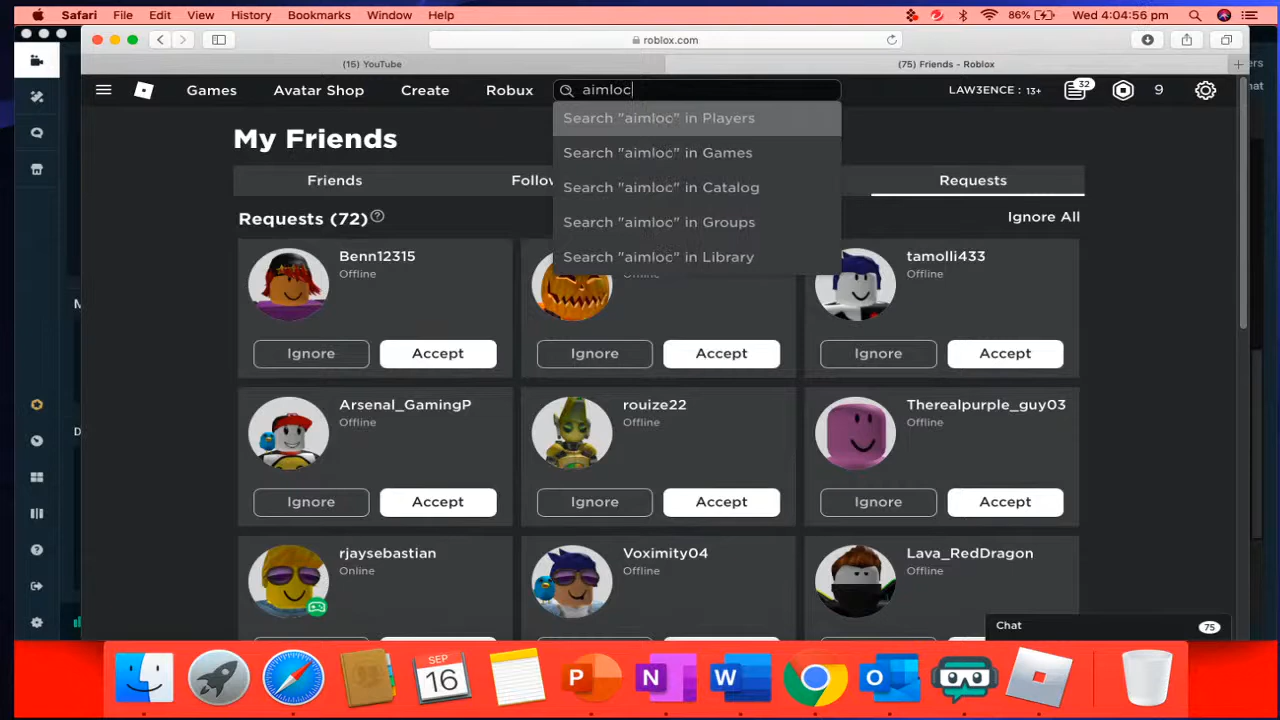 Safari File Edit View History Bookmarks Window Help 86% Wed 4:04:56 pm
roblox.com
(15) YouTube (75) Friends - Roblox
Games Avatar Shop Create Robux aimloc LAW3ENCE : 13+ 32 9
Search "aimloc" in Players
Search "aimloc" in Games
Search "aimloc" in Catalog
Search "aimloc" in Groups
Search "aimloc" in Library
My Friends
Friends Follow Requests
Requests (72) ? Ignore All
Benn12315 tamolli433
Offline Offline Offline
Ignore Accept Ignore Accept Ignore Accept
Arsenal_GamingP rouize22 Therealpurple_guy03
Offline Offline Offline
Ignore Accept Ignore Accept Ignore Accept
rjaysebastian Voximity04 Lava_RedDragon
Online Offline Offline
Chat 75
SEP
16 P N W O